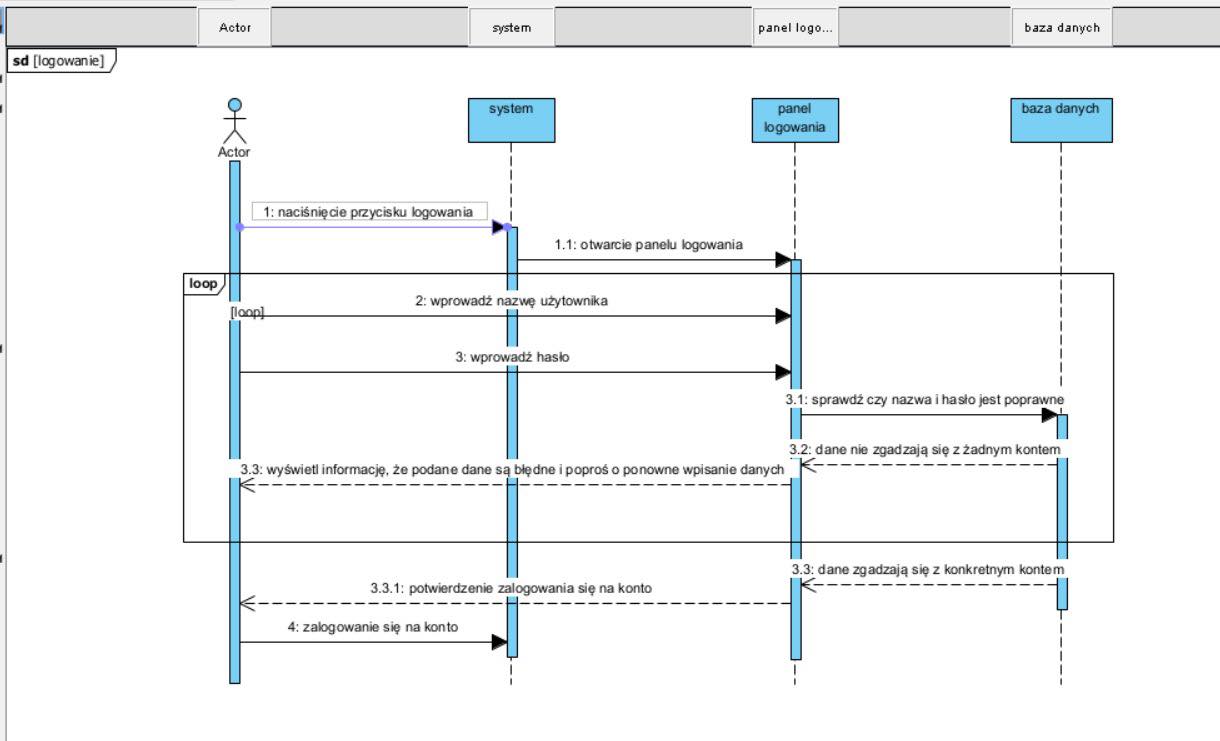 Actor
system
panel logo...
baza danych
sd [logowanie]
system
panel
logowania
baza danych
Actor
1: naciśnięcie przycisku logowania
1.1: otwarcie panelu logowania
loop
[loop]
2: wprowadź nazwę użytownika
3: wprowadź hasło
3.1: sprawdź czy nazwa i hasło jest poprawne
3.2: dane nie zgadzają się z żadnym kontem
3.3: wyświetl informację, że podane dane są błędne i poproś o ponowne wpisanie danych
3.3: dane zgadzają się z konkretnym kontem
3.3.1: potwierdzenie zalogowania się na konto
4: zalogowanie się na konto